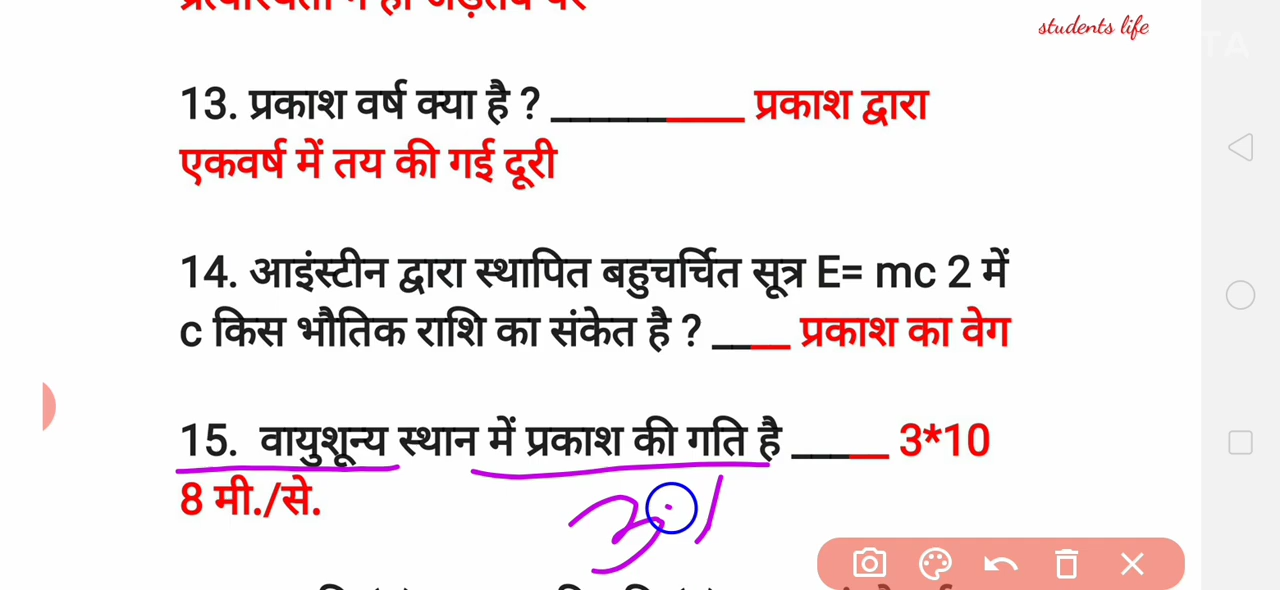 students life
13. प्रकाश वर्ष क्या है ? __________ प्रकाश द्वारा
एकवर्ष में तय की गई दूरी
14. आइंस्टीन द्वारा स्थापित बहुचर्चित सूत्र E= mc 2 में
c किस भौतिक राशि का संकेत है ? ____ प्रकाश का वेग
15. वायुशून्य स्थान में प्रकाश की गति है _____ 3*10
8 मी./से.